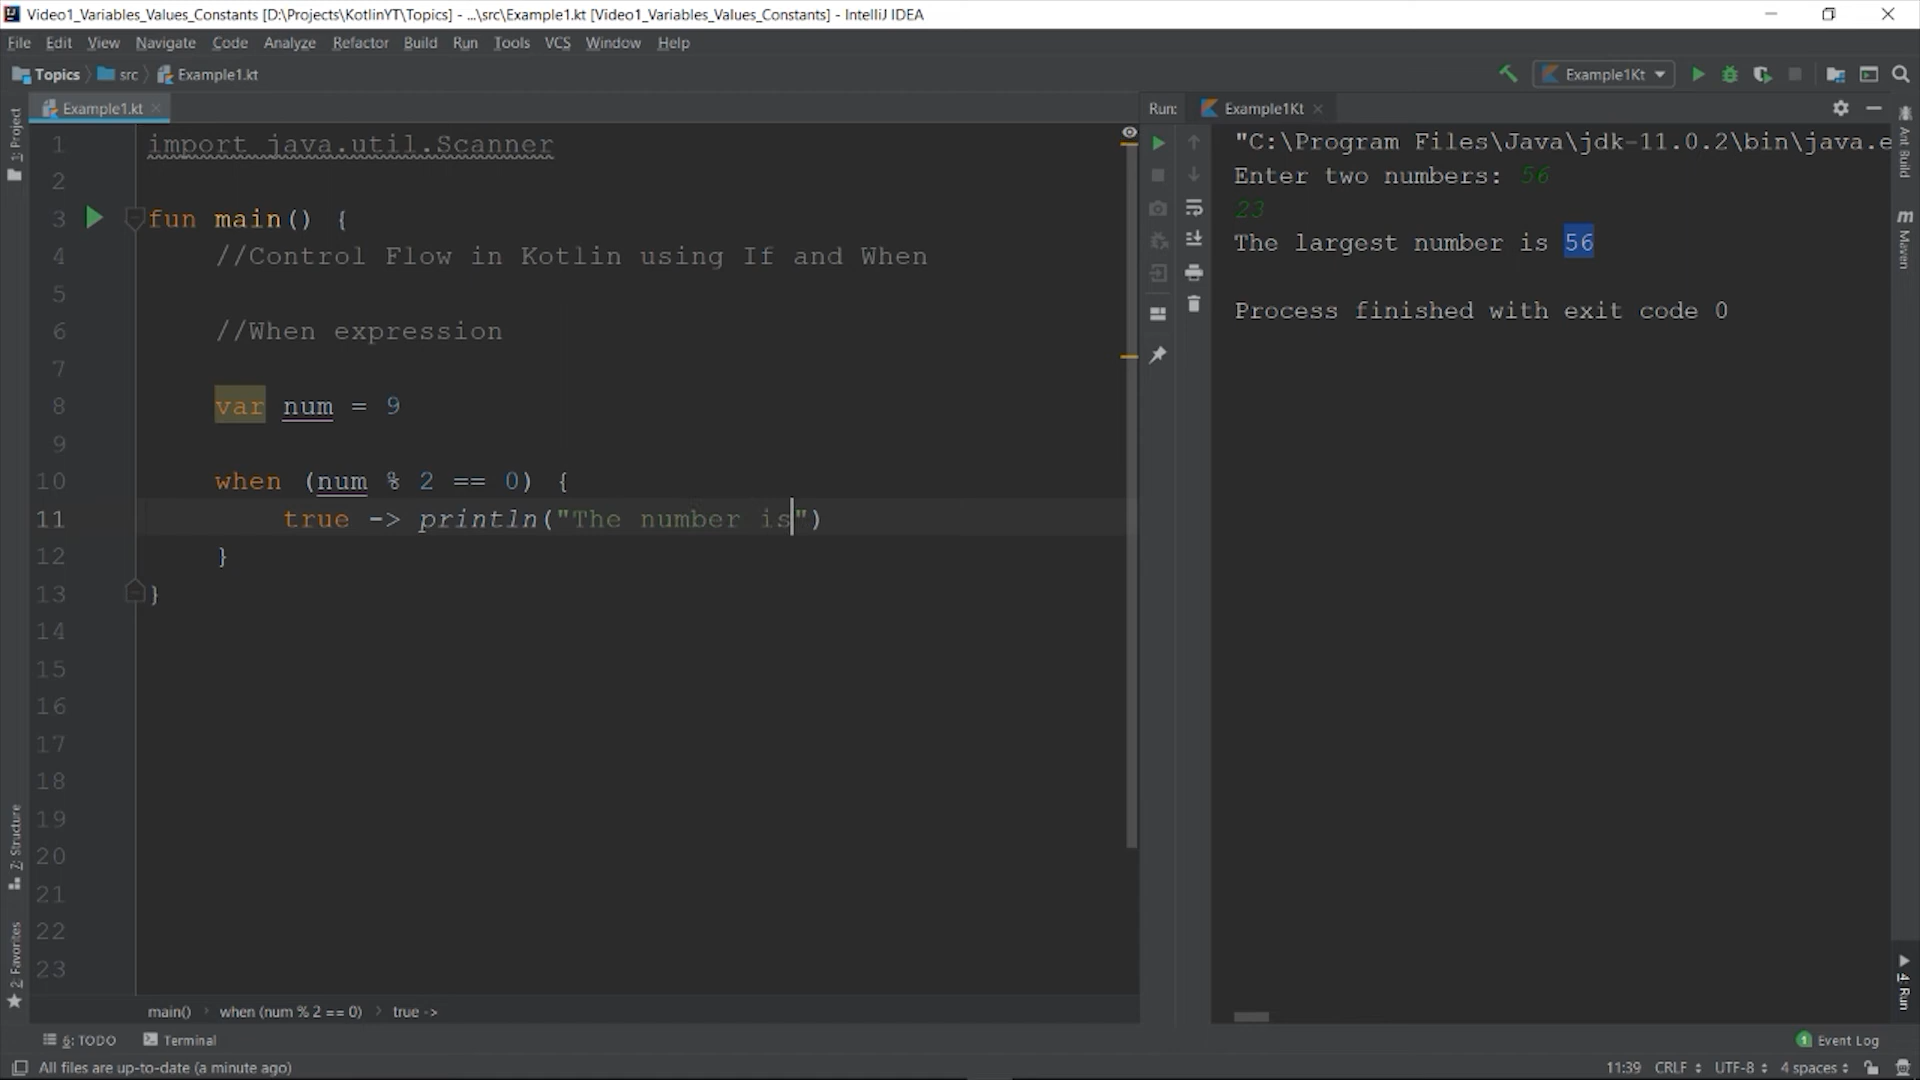 Video1_Variables_Values_Constants [D:\Projects\KotlinYT\Topics] - ...\src\Example1.kt [Video1_Variables_Values_Constants] - IntelliJ IDEA
File Edit View Navigate Code Analyze Refactor Build Run Tools VCS Window Help
Topics src Example1.kt Example1Kt
Example1.kt
Run: Example1Kt
1: Project
Ant Build
Maven
1 import java.util.Scanner
2
3 fun main() {
4 //Control Flow in Kotlin using If and When
5
6 //When expression
7
8 var num = 9
9
10 when (num % 2 == 0) {
11 true -> println("The number is")
12 }
13 }
14
15
16
17
18
19
20
21
22
23
"C:\Program Files\Java\jdk-11.0.2\bin\java.e
Enter two numbers: 56
23
The largest number is 56
Process finished with exit code 0
Z: Structure
2: Favorites
4: Run
main() when (num % 2 == 0) true ->
6: TODO Terminal
1 Event Log
All files are up-to-date (a minute ago)
11:39 CRLF UTF-8 4 spaces